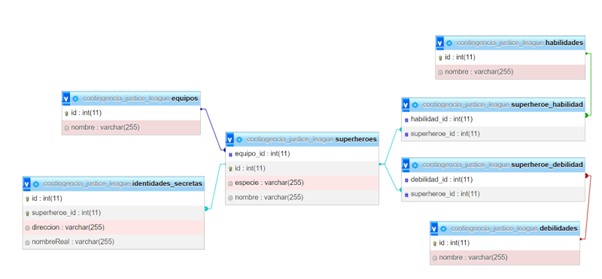 contingencia_justice_league habilidades
id : int(11)
nombre : varchar(255)
contingencia_justice_league equipos
id : int(11)
nombre : varchar(255)
contingencia_justice_league superheroe_habilidad
habilidad_id : int(11)
superheroe_id : int(11)
contingencia_justice_league superheroes
equipo_id : int(11)
id : int(11)
especie : varchar(255)
nombre : varchar(255)
contingencia_justice_league superheroe_debilidad
debilidad_id : int(11)
superheroe_id : int(11)
contingencia_justice_league identidades_secretas
id : int(11)
superheroe_id : int(11)
direccion : varchar(255)
nombreReal : varchar(255)
contingencia_justice_league debilidades
id : int(11)
nombre : varchar(255)